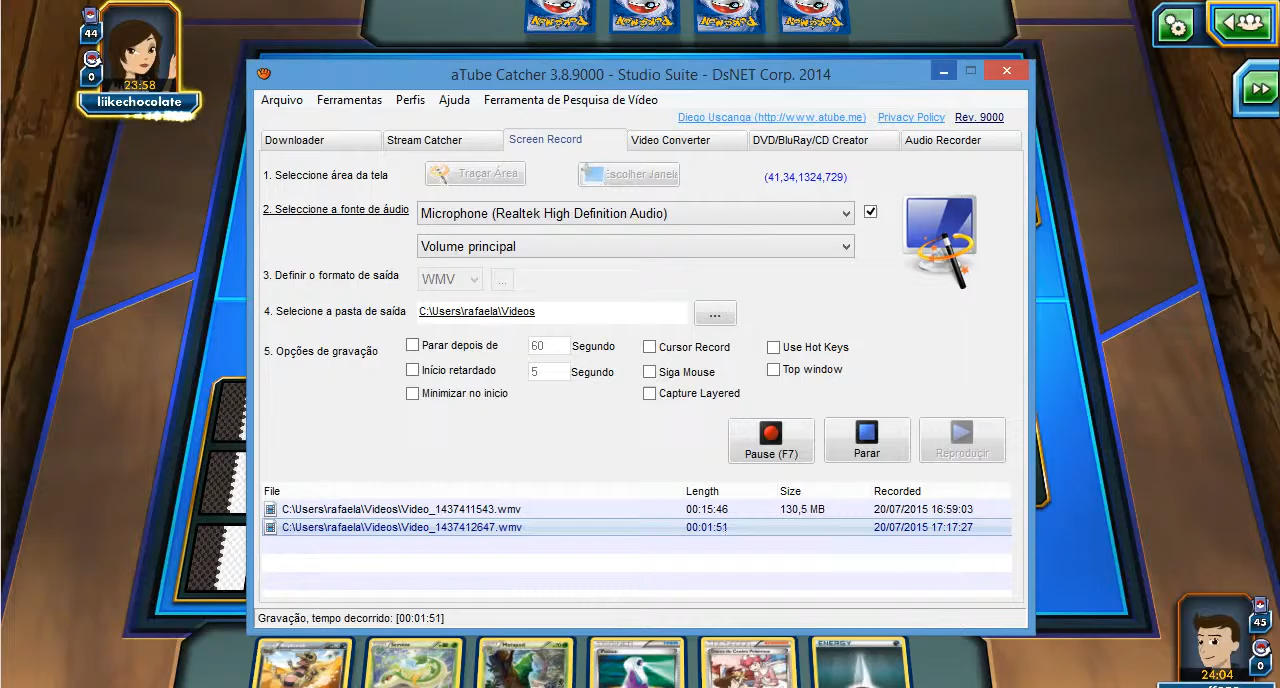 44
0
23:58
liikechocolate
aTube Catcher 3.8.9000 - Studio Suite - DsNET Corp. 2014
Arquivo Ferramentas Perfis Ajuda Ferramenta de Pesquisa de Vídeo
Diego Uscanga (http://www.atube.me) Privacy Policy Rev. 9000
Downloader Stream Catcher Screen Record Video Converter DVD/BluRay/CD Creator Audio Recorder
1. Seleccione área da tela Traçar Área Escolher Janela (41,34,1324,729)
2. Seleccione a fonte de áudio Microphone (Realtek High Definition Audio)
Volume principal
3. Definir o formato de saída WMV ...
4. Selecione a pasta de saída C:\Users\rafaela\Videos ...
5. Opções de gravação
Parar depois de 60 Segundo Cursor Record Use Hot Keys
Início retardado 5 Segundo Siga Mouse Top window
Minimizar no inicio Capture Layered
Pause (F7) Parar Reproducir
File Length Size Recorded
C:\Users\rafaela\Videos\Video_1437411543.wmv 00:15:46 130,5 MB 20/07/2015 16:59:03
C:\Users\rafaela\Videos\Video_1437412647.wmv 00:01:51 20/07/2015 17:17:27
Gravação, tempo decorrido: [00:01:51]
45
0
24:04
ENERGY